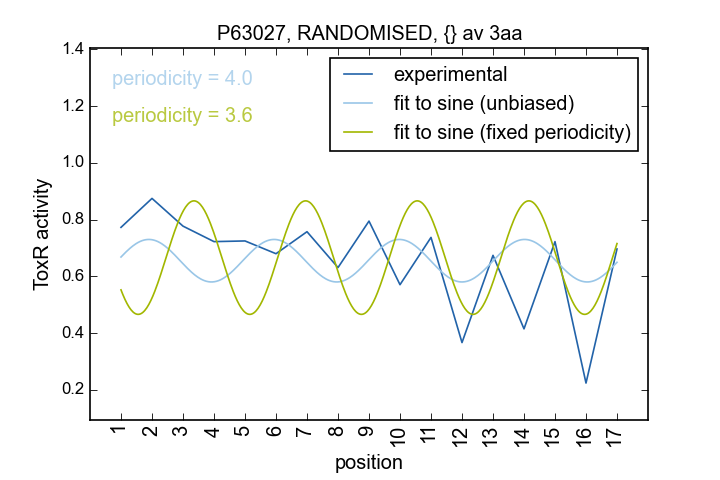 P63027, RANDOMISED, {} av 3aa
1.4
1.2
1.0
0.8
0.6
0.4
0.2
ToxR activity
periodicity = 4.0
periodicity = 3.6
experimental
fit to sine (unbiased)
fit to sine (fixed periodicity)
1 2 3 4 5 6 7 8 9 10 11 12 13 14 15 16 17
position